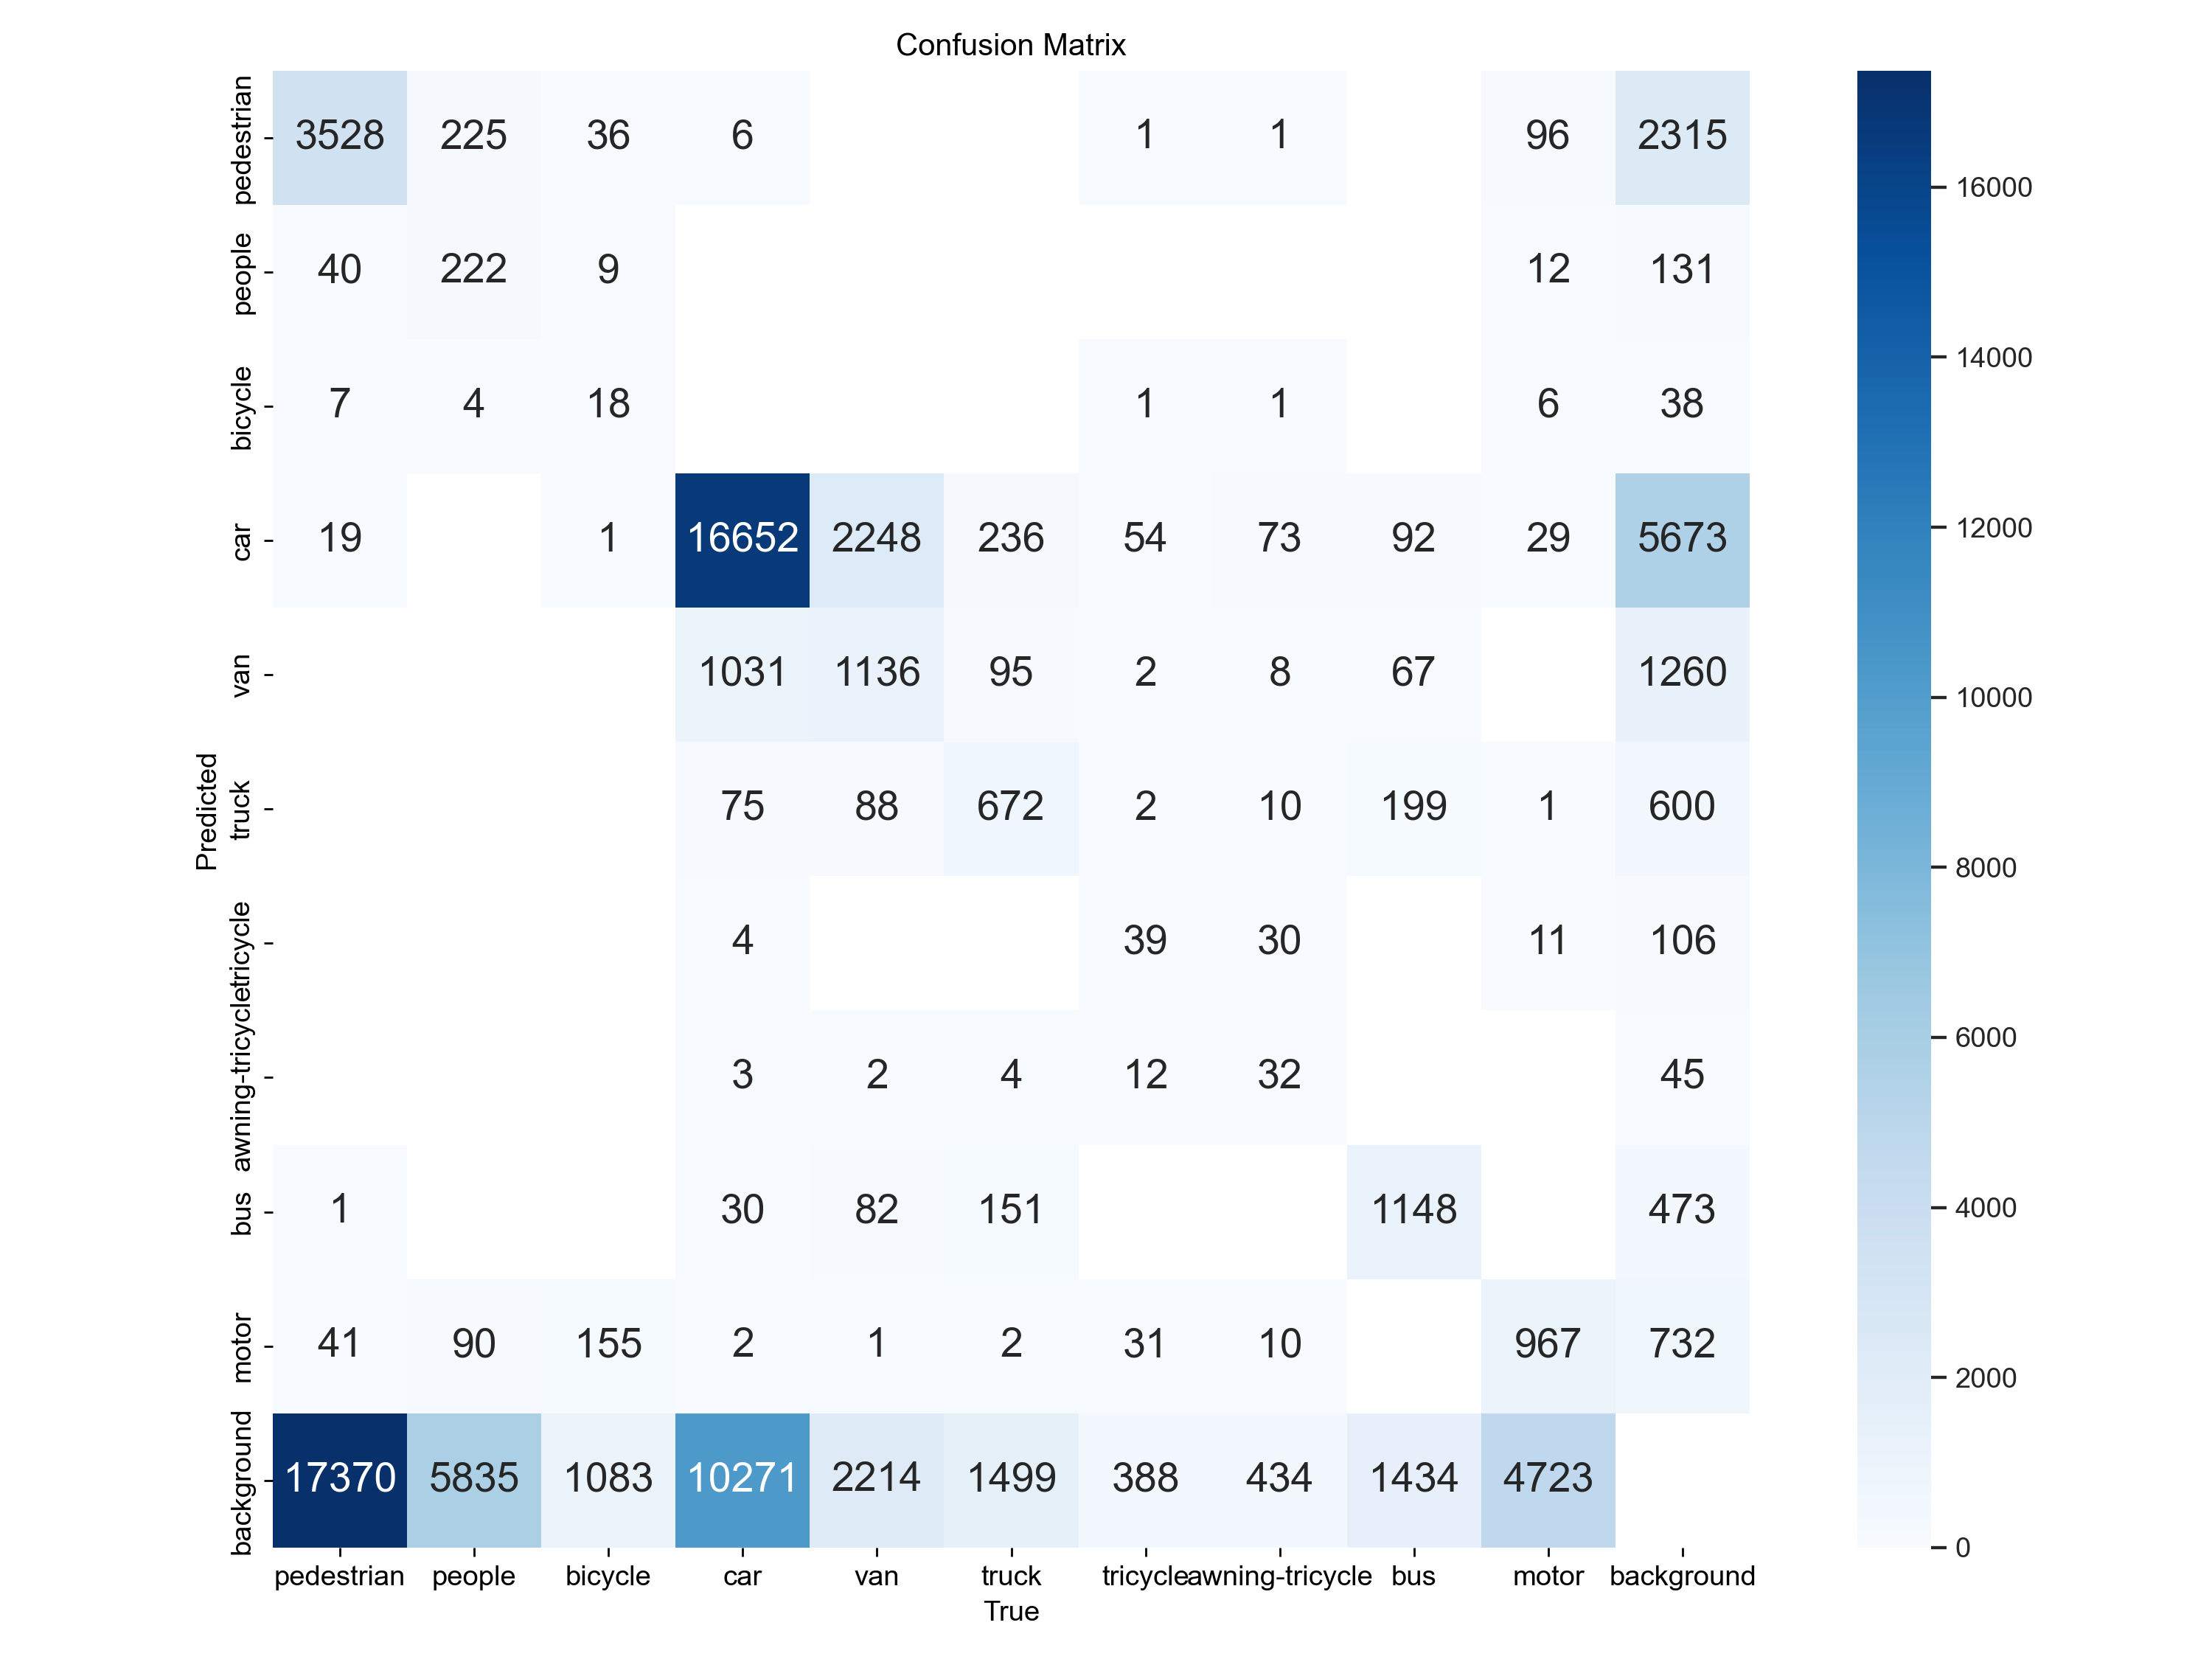 Confusion Matrix
pedestrian 3528 225 36 6 1 1 96 2315
people 40 222 9 12 131
bicycle 7 4 18 1 1 6 38
car 19 1 16652 2248 236 54 73 92 29 5673
van 1031 1136 95 2 8 67 1260
truck 75 88 672 2 10 199 1 600
tricycle 4 39 30 11 106
awning-tricycle 3 2 4 12 32 45
bus 1 30 82 151 1148 473
motor 41 90 155 2 1 2 31 10 967 732
background 17370 5835 1083 10271 2214 1499 388 434 1434 4723
Predicted
pedestrian people bicycle car van truck tricycle awning-tricycle bus motor background
True
16000
14000
12000
10000
8000
6000
4000
2000
0